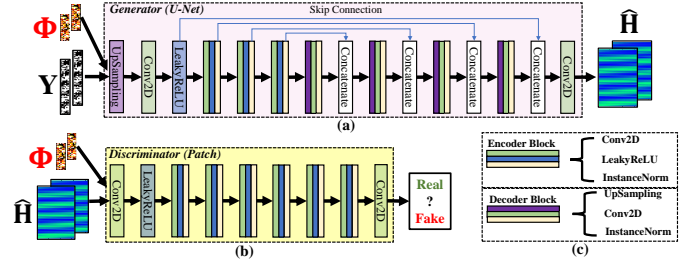 Generator (U-Net)
Skip Connection
Φ
Y
UpSampling
Conv2D
LeakyReLU
Concatenate
Concatenate
Concatenate
Concatenate
Conv2D
Ĥ
(a)
Discriminator (Patch)
Φ
Ĥ
Conv2D
LeakyReLU
Conv2D
Real
?
Fake
(b)
Encoder Block
Conv2D
LeakyReLU
InstanceNorm
Decoder Block
UpSampling
Conv2D
InstanceNorm
(c)